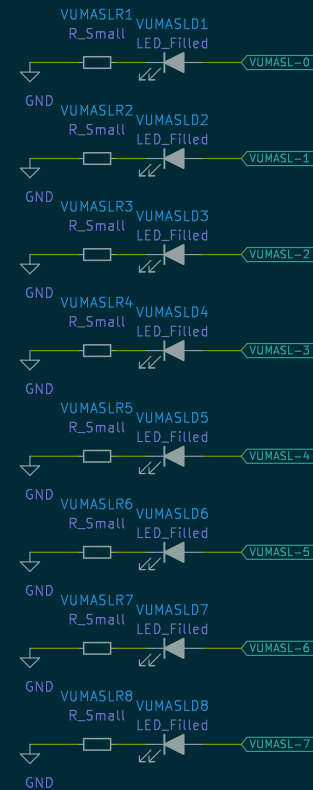 VUMASLR1 VUMASLD1
R_Small LED_Filled
VUMASL-0
GND
VUMASLR2 VUMASLD2
R_Small LED_Filled
VUMASL-1
GND
VUMASLR3 VUMASLD3
R_Small LED_Filled
VUMASL-2
GND
VUMASLR4 VUMASLD4
R_Small LED_Filled
VUMASL-3
GND
VUMASLR5 VUMASLD5
R_Small LED_Filled
VUMASL-4
GND
VUMASLR6 VUMASLD6
R_Small LED_Filled
VUMASL-5
GND
VUMASLR7 VUMASLD7
R_Small LED_Filled
VUMASL-6
GND
VUMASLR8 VUMASLD8
R_Small LED_Filled
VUMASL-7
GND